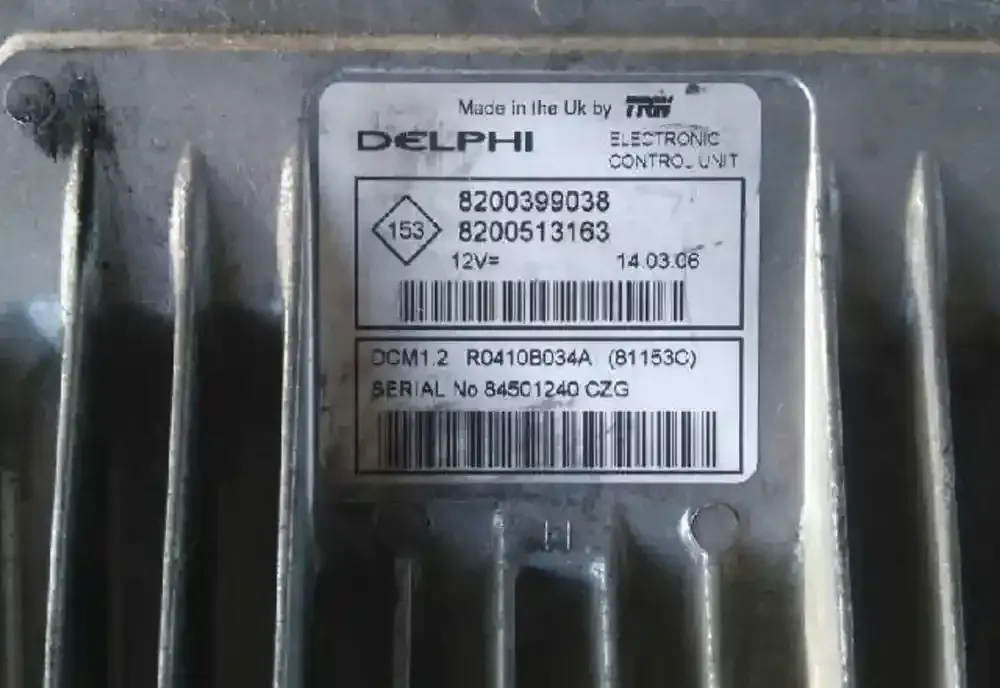 Made in the Uk by TRW
DELPHI
ELECTRONIC
CONTROL UNIT
153
8200399038
8200513163
12V= 14.03.06
DCM1.2 R0410B034A (81153C)
SERIAL No 84501240 CZG
H